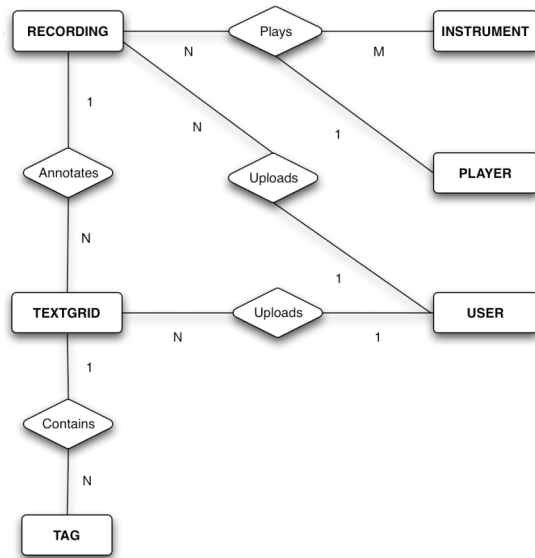 RECORDING
N
Plays
M
INSTRUMENT
1
N
1
Annotates
Uploads
PLAYER
N
1
TEXTGRID
N
Uploads
1
USER
1
Contains
N
TAG